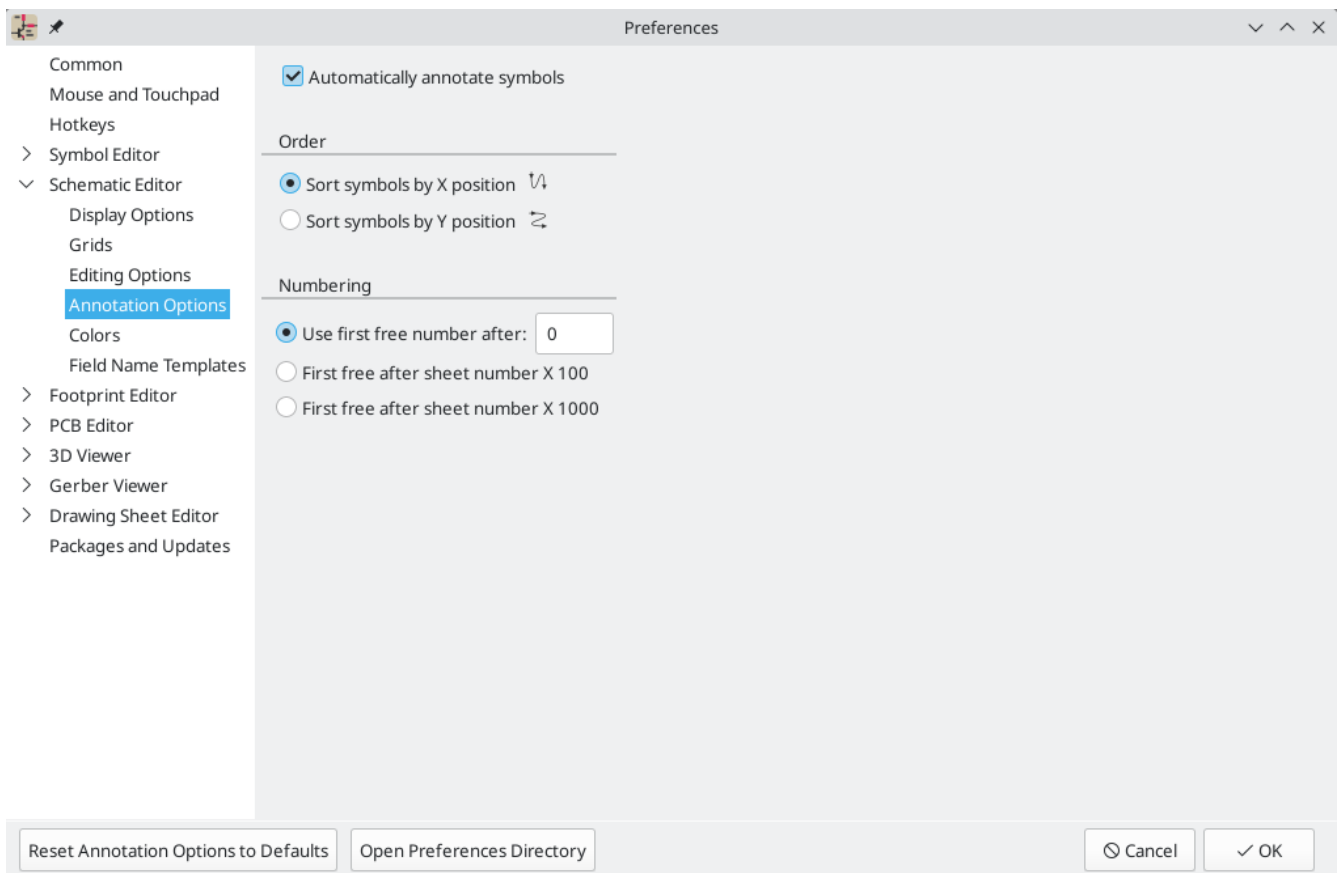 Preferences
Common
Mouse and Touchpad
Hotkeys
Symbol Editor
Schematic Editor
Display Options
Grids
Editing Options
Annotation Options
Colors
Field Name Templates
Footprint Editor
PCB Editor
3D Viewer
Gerber Viewer
Drawing Sheet Editor
Packages and Updates
Automatically annotate symbols
Order
Sort symbols by X position
Sort symbols by Y position
Numbering
Use first free number after: 0
First free after sheet number X 100
First free after sheet number X 1000
Reset Annotation Options to Defaults
Open Preferences Directory
Cancel
OK